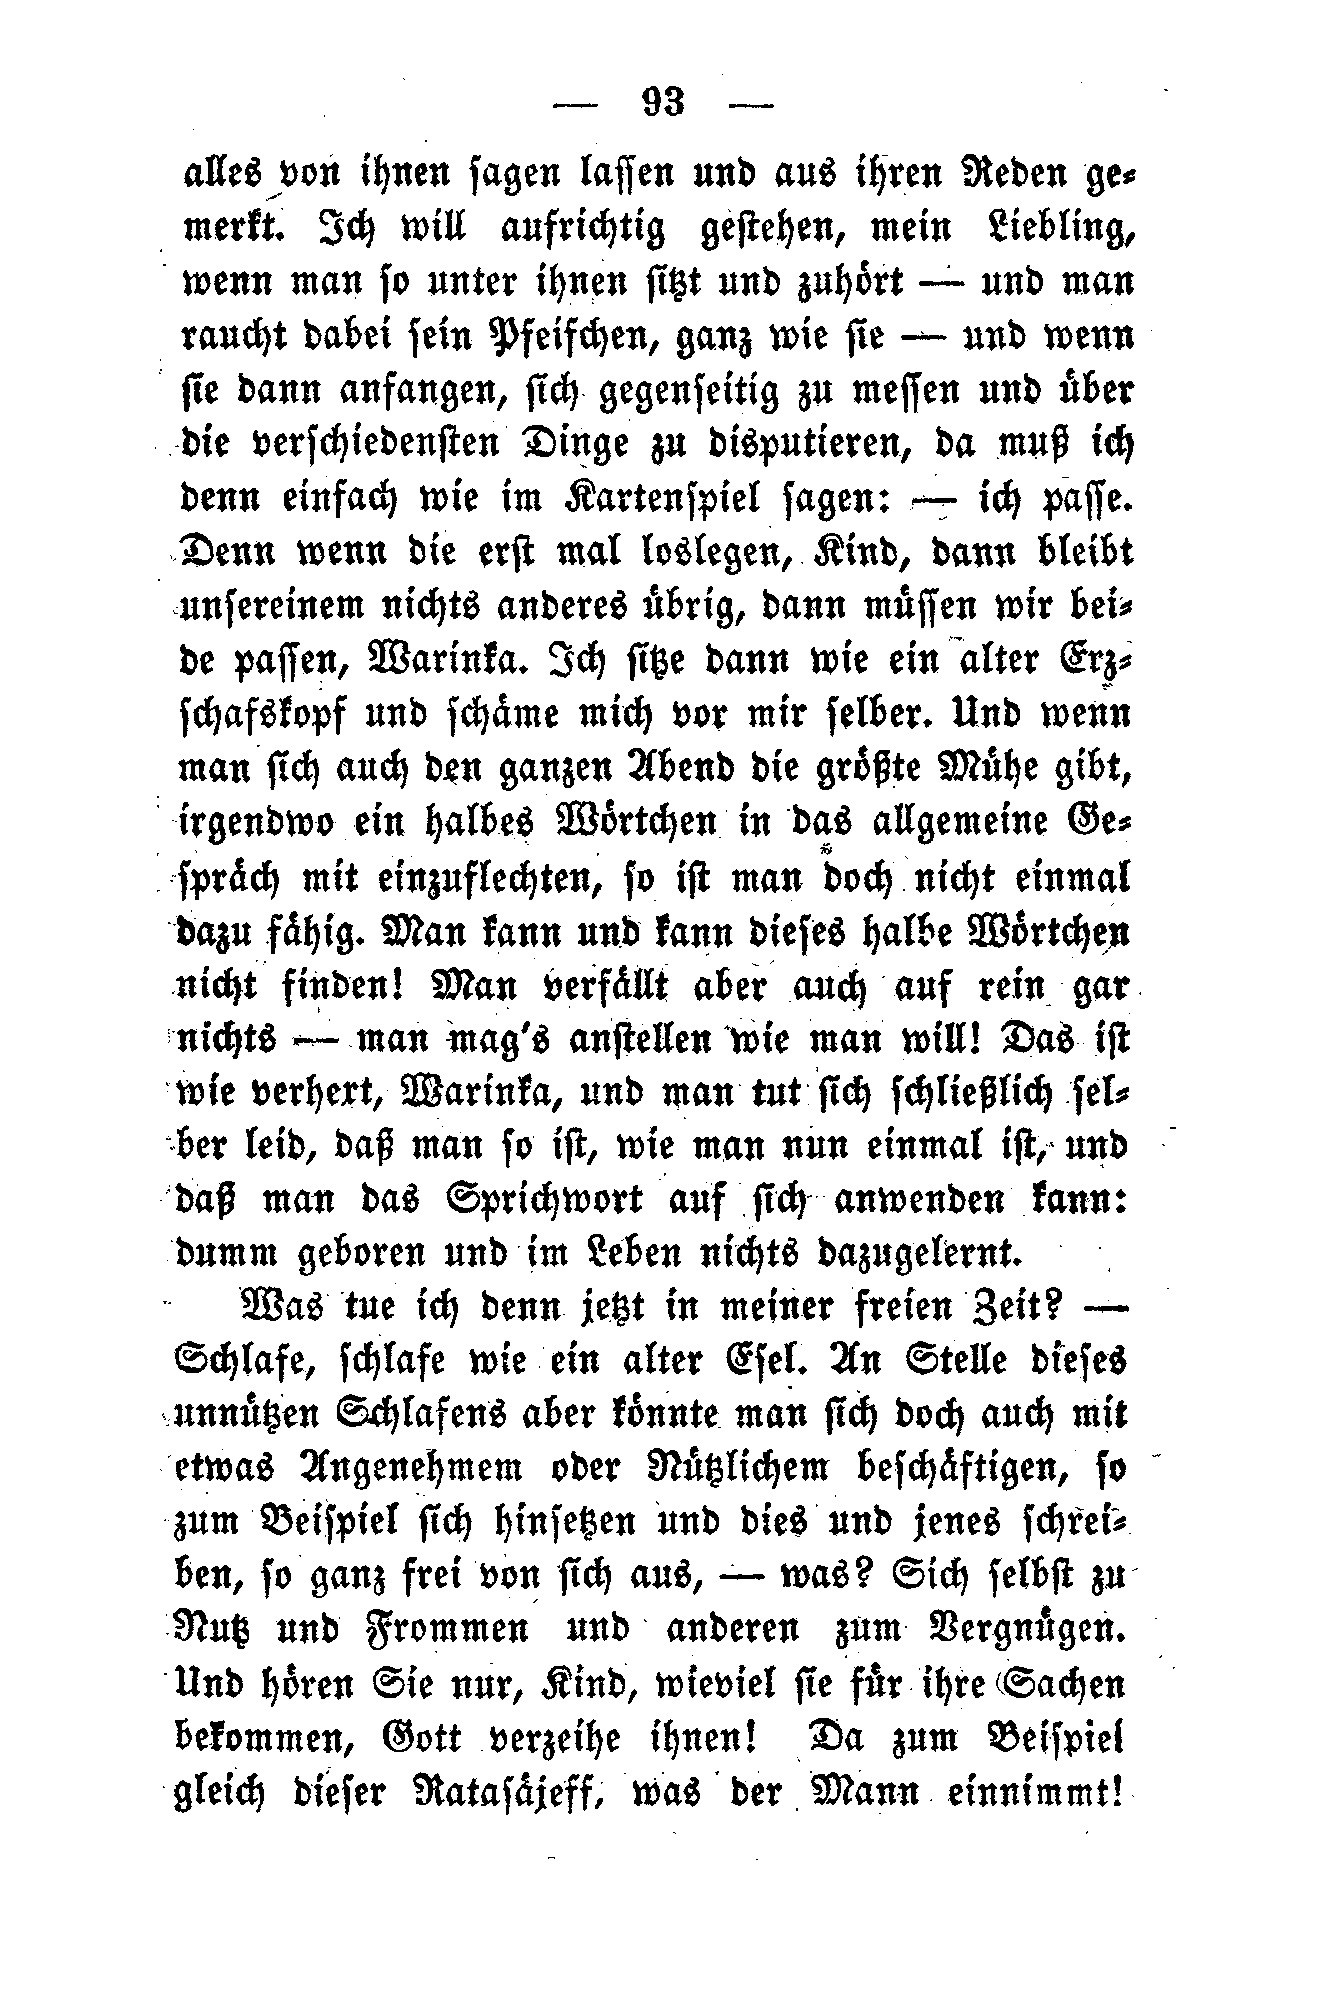 — 93 —
alles von ihnen sagen lassen und aus ihren Reden ge-
merkt. Ich will aufrichtig gestehen, mein Liebling,
wenn man so unter ihnen sitzt und zuhört — und man
raucht dabei sein Pfeifchen, ganz wie sie — und wenn
sie dann anfangen, sich gegenseitig zu messen und über
die verschiedensten Dinge zu disputieren, da muß ich
denn einfach wie im Kartenspiel sagen: — ich passe.
Denn wenn die erst mal loslegen, Kind, dann bleibt
unsereinem nichts anderes übrig, dann müssen wir bei-
de passen, Warinka. Ich sitze dann wie ein alter Erz-
schafskopf und schäme mich vor mir selber. Und wenn
man sich auch den ganzen Abend die größte Mühe gibt,
irgendwo ein halbes Wörtchen in das allgemeine Ge-
spräch mit einzuflechten, so ist man doch nicht einmal
dazu fähig. Man kann und kann dieses halbe Wörtchen
nicht finden! Man verfällt aber auch auf rein gar
nichts — man mag's anstellen wie man will! Das ist
wie verhext, Warinka, und man tut sich schließlich sel-
ber leid, daß man so ist, wie man nun einmal ist, und
daß man das Sprichwort auf sich anwenden kann:
dumm geboren und im Leben nichts dazugelernt.
Was tue ich denn jetzt in meiner freien Zeit? —
Schlafe, schlafe wie ein alter Esel. An Stelle dieses
unnützen Schlafens aber könnte man sich doch auch mit
etwas Angenehmem oder Nützlichem beschäftigen, so
zum Beispiel sich hinsetzen und dies und jenes schrei-
ben, so ganz frei von sich aus, — was? Sich selbst zu
Nutz und Frommen und anderen zum Vergnügen.
Und hören Sie nur, Kind, wieviel sie für ihre Sachen
bekommen, Gott verzeihe ihnen! Da zum Beispiel
gleich dieser Ratasäjeff, was der Mann einnimmt!